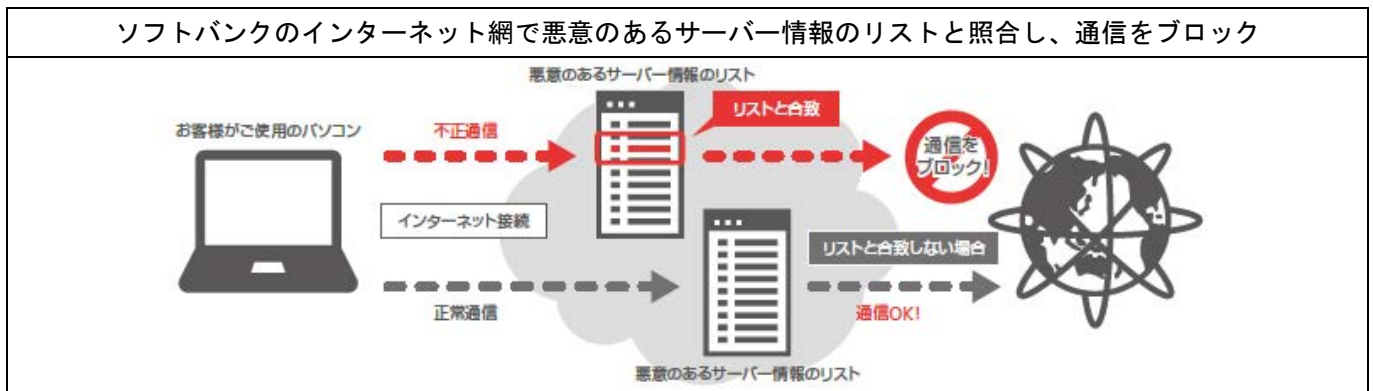 ソフトバンクのインターネット網で悪意のあるサーバー情報のリストと照合し、通信をブロック
悪意のあるサーバー情報のリスト
リストと合致
お客様がご使用のパソコン
不正通信
通信を
ブロック!
インターネット接続
リストと合致しない場合
正常通信
通信OK!
悪意のあるサーバー情報のリスト